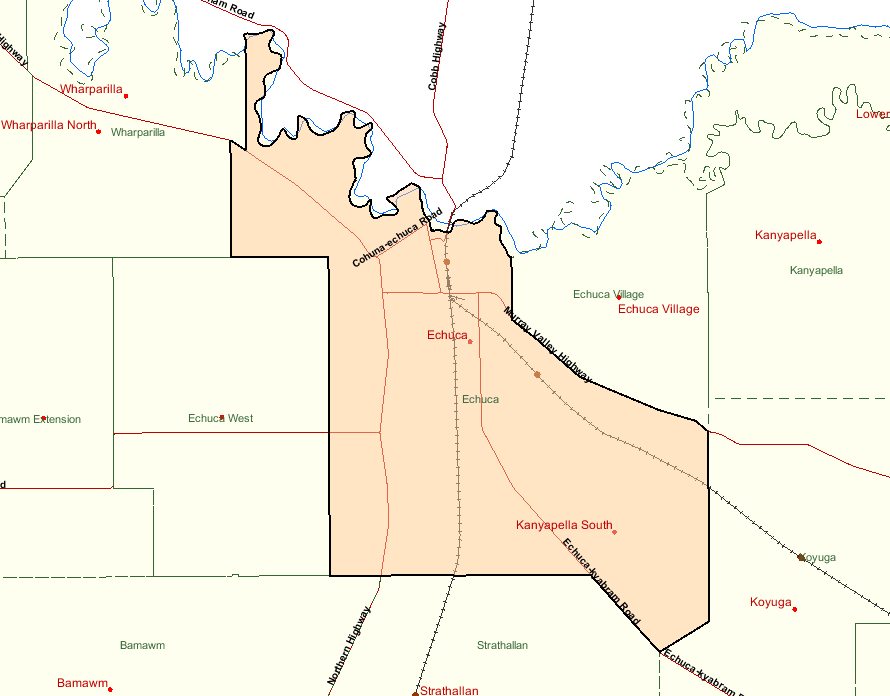 Road
Highway
Cobb Highway
Wharparilla
Wharparilla North
Wharparilla
Lower
Cohuna-echuca Road
Kanyapella
Kanyapella
Echuca Village
Echuca Village
Murray Valley Highway
Echuca
Echuca
Echuca West
mawm Extension
d
Kanyapella South
Echuca-kyabram Road
Koyuga
Koyuga
Northern Highway
Bamawm
Strathallan
Echuca-kyabram
Bamawm
Strathallan